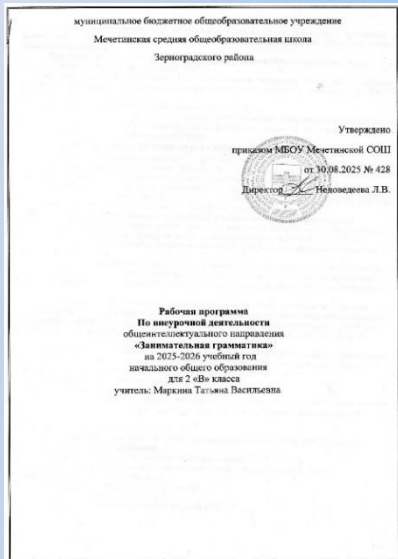 муниципальное бюджетное общеобразовательное учреждение
Мечетинская средняя общеобразовательная школа
Зерноградского района
Утверждено
приказом МБОУ Мечетинской СОШ
от 30.08.2025 № 428
Директор Неповедеева Л.В.
Рабочая программа
По внеурочной деятельности
общеинтеллектуального направления
«Занимательная грамматика»
на 2025-2026 учебный год
начального общего образования
для 2 «В» класса
учитель: Маркина Татьяна Васильевна